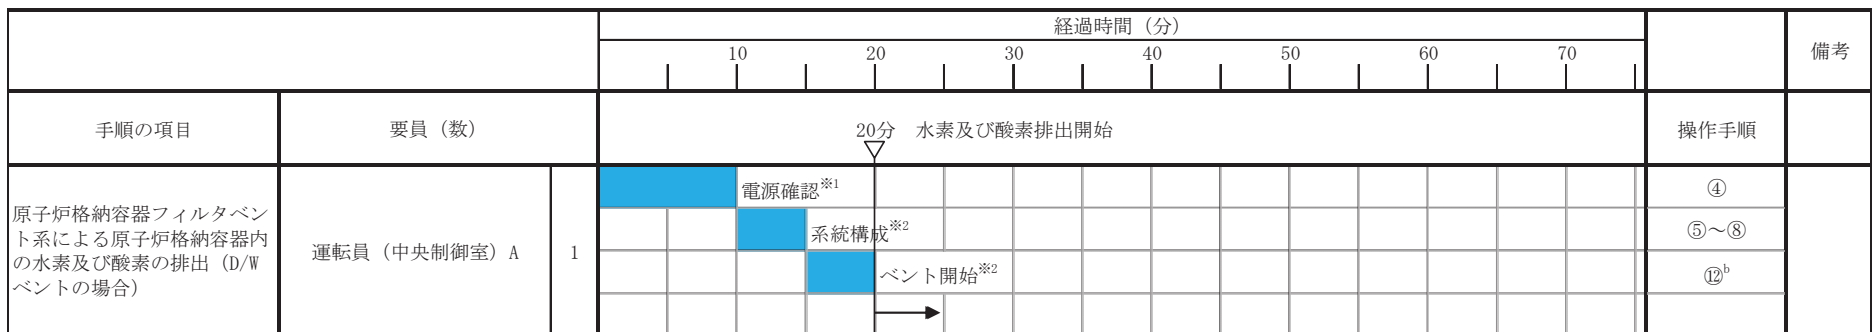 経過時間（分）
備考
10 20 30 40 50 60 70
手順の項目 要員（数） 20分 水素及び酸素排出開始 操作手順
原子炉格納容器フィルタベン
ト系による原子炉格納容器内
の水素及び酸素の排出（D/W
ベントの場合）
運転員（中央制御室）A 1
電源確認※1 ④
系統構成※2 ⑤～⑧
ベント開始※2 ⑫b